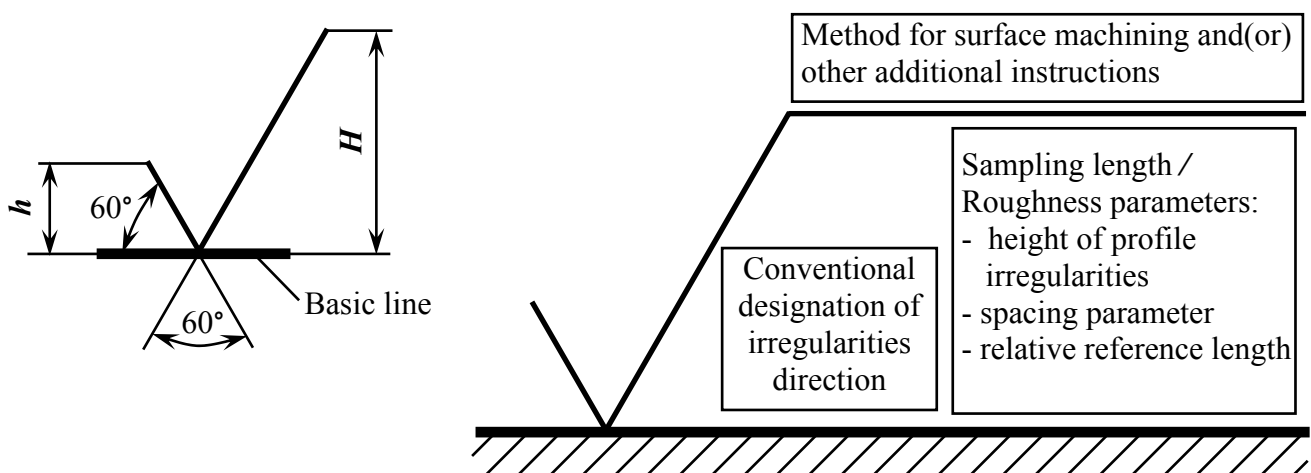 H
h
60°
60°
Basic line
Method for surface machining and(or)
other additional instructions
Conventional
designation of
irregularities
direction
Sampling length /
Roughness parameters:
- height of profile
irregularities
- spacing parameter
- relative reference length